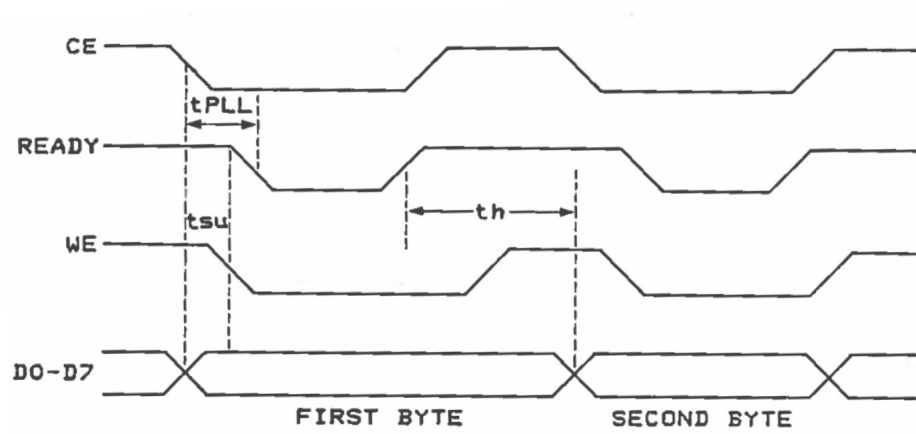 CE
tPLL
READY
th
tsu
WE
D0-D7
FIRST BYTE SECOND BYTE